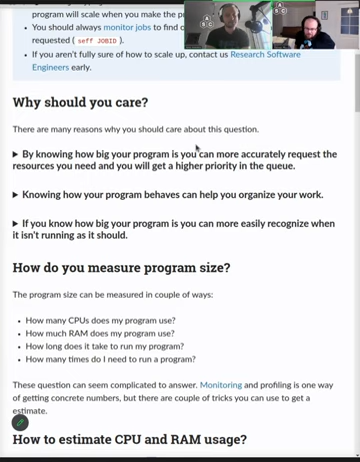 program will scale when you make the p
You should always monitor jobs to find o
requested ( seff JOBID ).
If you aren't fully sure of how to scale up, contact us Research Software
Engineers early.
Why should you care?
There are many reasons why you should care about this question.
By knowing how big your program is you can more accurately request the
resources you need and you will get a higher priority in the queue.
Knowing how your program behaves can help you organize your work.
If you know how big your program is you can more easily recognize when
it isn't running as it should.
How do you measure program size?
The program size can be measured in couple of ways:
How many CPUs does my program use?
How much RAM does my program use?
How long does it take to run my program?
How many times do I need to run a program?
These question can seem complicated to answer. Monitoring and profiling is one way
of getting concrete numbers, but there are couple of tricks you can use to get a
estimate.
How to estimate CPU and RAM usage?